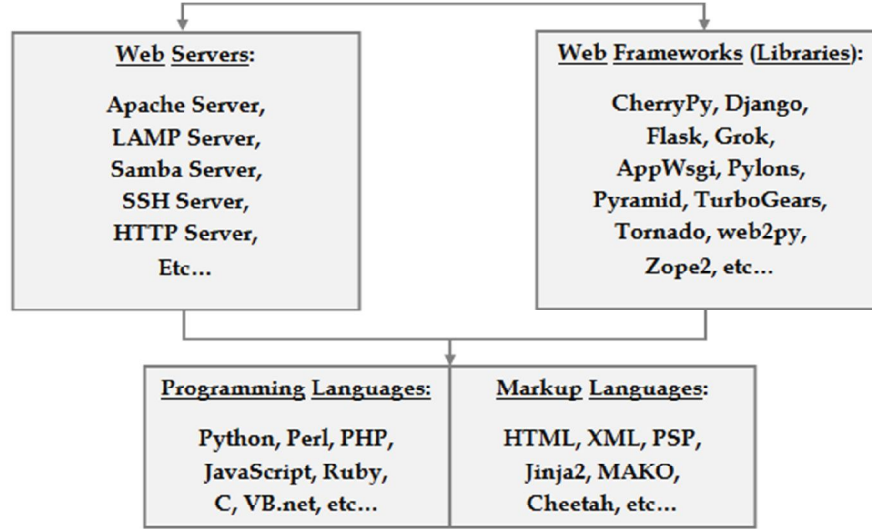 Web Servers:
Apache Server,
LAMP Server,
Samba Server,
SSH Server,
HTTP Server,
Etc...
Web Frameworks (Libraries):
CherryPy, Django,
Flask, Grok,
AppWsgi, Pylons,
Pyramid, TurboGears,
Tornado, web2py,
Zope2, etc...
Programming Languages:
Python, Perl, PHP,
JavaScript, Ruby,
C, VB.net, etc...
Markup Languages:
HTML, XML, PSP,
Jinja2, MAKO,
Cheetah, etc...